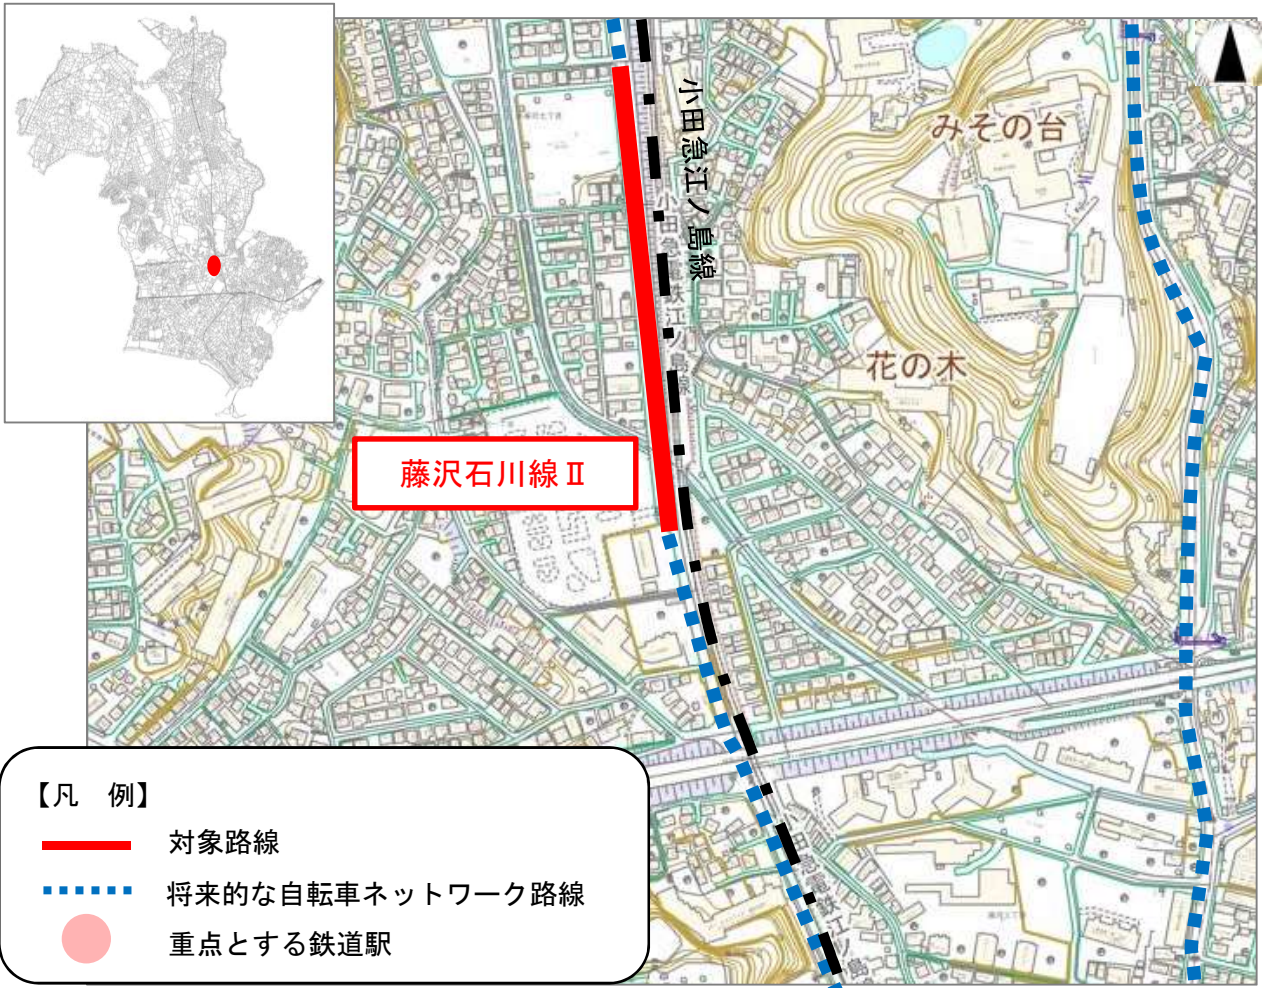 小田急江ノ島線
みその台
花の木
藤沢石川線Ⅱ
【凡　例】
対象路線
将来的な自転車ネットワーク路線
重点とする鉄道駅